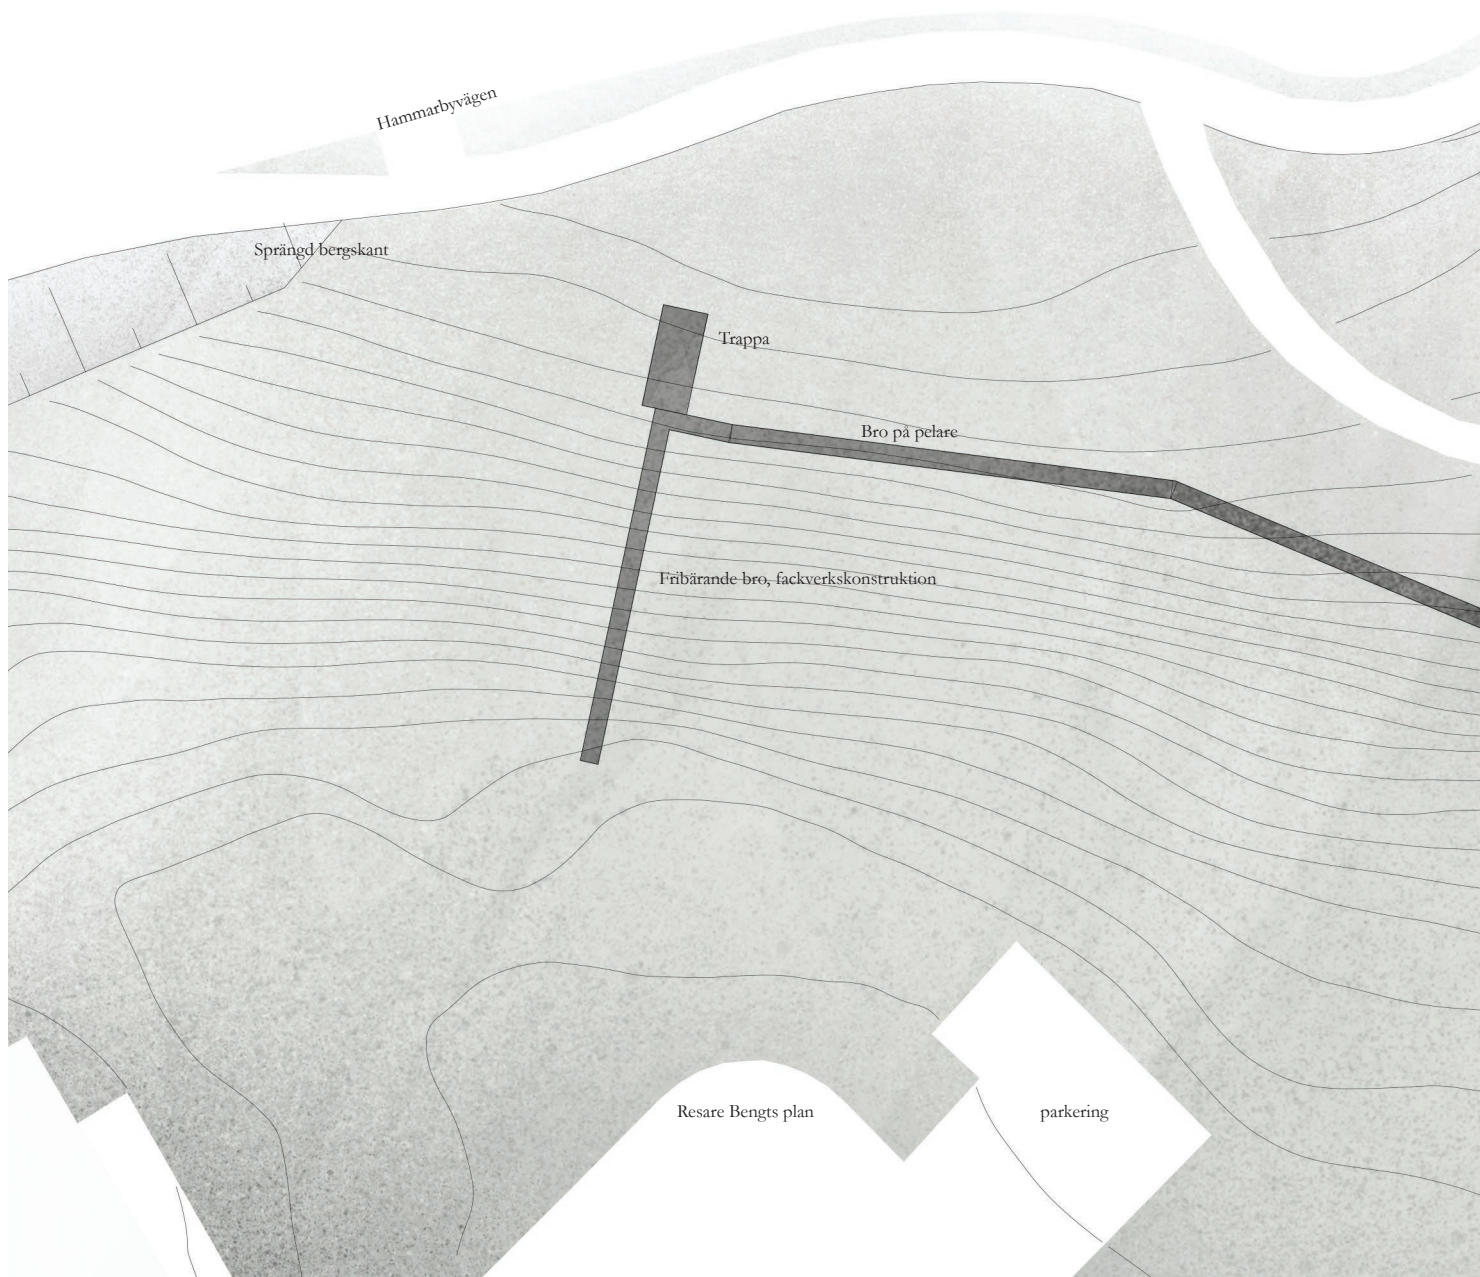 Hammarbyvägen
Sprängd bergskant
Trappa
Bro på pelare
Fribärande bro, fackverkskonstruktion
Resare Bengts plan
parkering